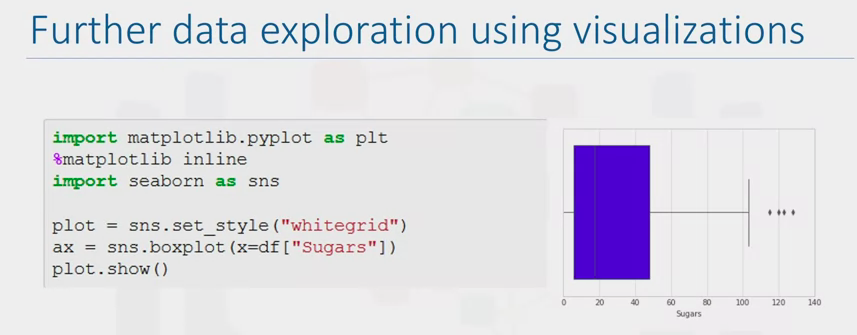 Further data exploration using visualizations
import matplotlib.pyplot as plt
%matplotlib inline
import seaborn as sns
plot = sns.set_style("whitegrid")
ax = sns.boxplot(x=df["Sugars"])
plot.show()
0 20 40 60 80 100 120 140
Sugars